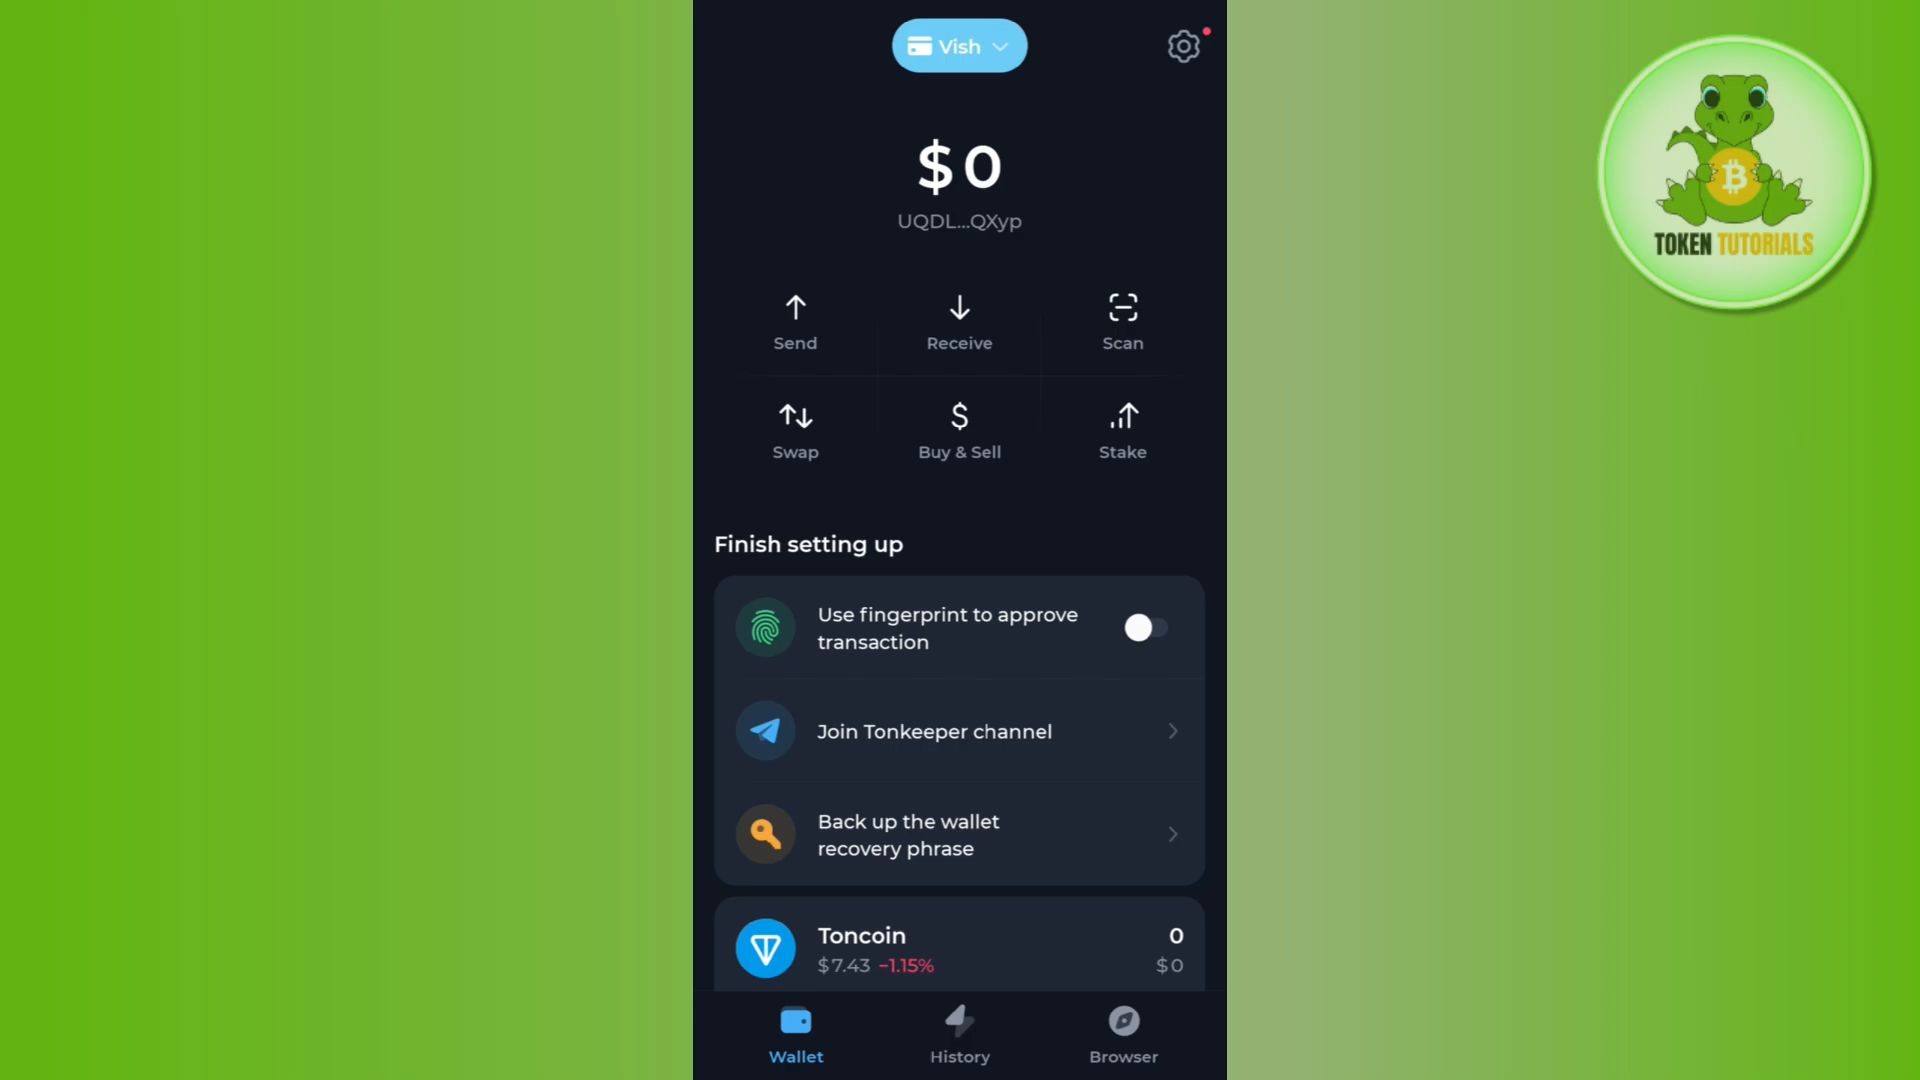 Vish
$0
UQDL...QXyp
Send
Receive
Scan
Swap
Buy & Sell
Stake
Finish setting up
Use fingerprint to approve
transaction
Join Tonkeeper channel
Back up the wallet
recovery phrase
Toncoin
0
$7.43 −1.15%
$0
Wallet
History
Browser
TOKEN TUTORIALS